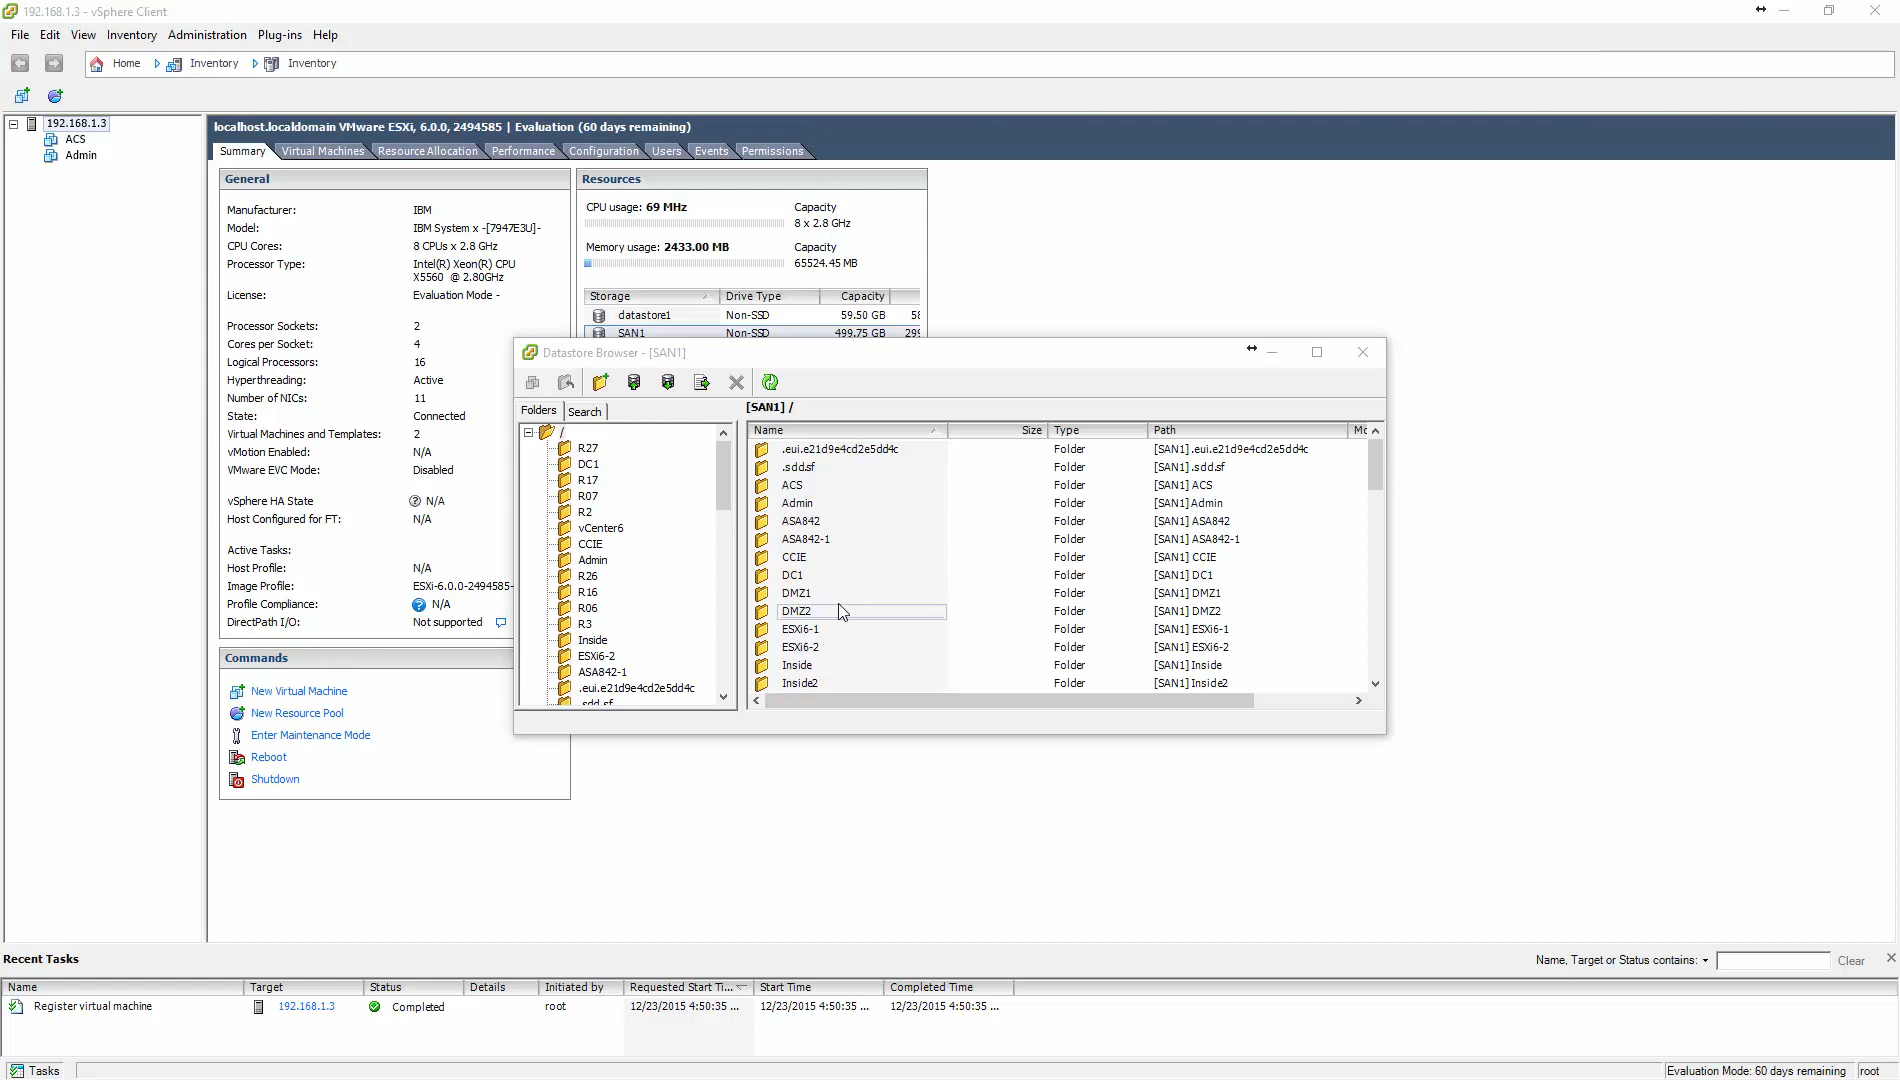 192.168.1.3 - vSphere Client
File Edit View Inventory Administration Plug-ins Help
Home Inventory Inventory
192.168.1.3
ACS
Admin
localhost.localdomain VMware ESXi, 6.0.0, 2494585 | Evaluation (60 days remaining)
Summary Virtual Machines Resource Allocation Performance Configuration Users Events Permissions
General
Manufacturer: IBM
Model: IBM System x -[7947E3U]-
CPU Cores: 8 CPUs x 2.8 GHz
Processor Type: Intel(R) Xeon(R) CPU
X5560 @ 2.80GHz
License: Evaluation Mode -
Processor Sockets: 2
Cores per Socket: 4
Logical Processors: 16
Hyperthreading: Active
Number of NICs: 11
State: Connected
Virtual Machines and Templates: 2
vMotion Enabled: N/A
VMware EVC Mode: Disabled
vSphere HA State N/A
Host Configured for FT: N/A
Active Tasks:
Host Profile: N/A
Image Profile: ESXi-6.0.0-2494585-
Profile Compliance: N/A
DirectPath I/O: Not supported
Commands
New Virtual Machine
New Resource Pool
Enter Maintenance Mode
Reboot
Shutdown
Resources
CPU usage: 69 MHz Capacity
8 x 2.8 GHz
Memory usage: 2433.00 MB Capacity
65524.45 MB
Storage Drive Type Capacity
datastore1 Non-SSD 59.50 GB 58
SAN1 Non-SSD 499.75 GB 299
Datastore Browser - [SAN1]
Folders Search
/
R27
DC1
R17
R07
R2
vCenter6
CCIE
Admin
R26
R16
R06
R3
Inside
ESXi6-2
ASA842-1
.eui.e21d9e4cd2e5dd4c
.sdd.sf
[SAN1] /
Name Size Type Path Mo
.eui.e21d9e4cd2e5dd4c Folder [SAN1] .eui.e21d9e4cd2e5dd4c
.sdd.sf Folder [SAN1] .sdd.sf
ACS Folder [SAN1] ACS
Admin Folder [SAN1] Admin
ASA842 Folder [SAN1] ASA842
ASA842-1 Folder [SAN1] ASA842-1
CCIE Folder [SAN1] CCIE
DC1 Folder [SAN1] DC1
DMZ1 Folder [SAN1] DMZ1
DMZ2 Folder [SAN1] DMZ2
ESXi6-1 Folder [SAN1] ESXi6-1
ESXi6-2 Folder [SAN1] ESXi6-2
Inside Folder [SAN1] Inside
Inside2 Folder [SAN1] Inside2
Recent Tasks
Name, Target or Status contains: Clear
Name Target Status Details Initiated by Requested Start Ti... Start Time Completed Time
Register virtual machine 192.168.1.3 Completed root 12/23/2015 4:50:35 ... 12/23/2015 4:50:35 ... 12/23/2015 4:50:35 ...
Tasks Evaluation Mode: 60 days remaining root